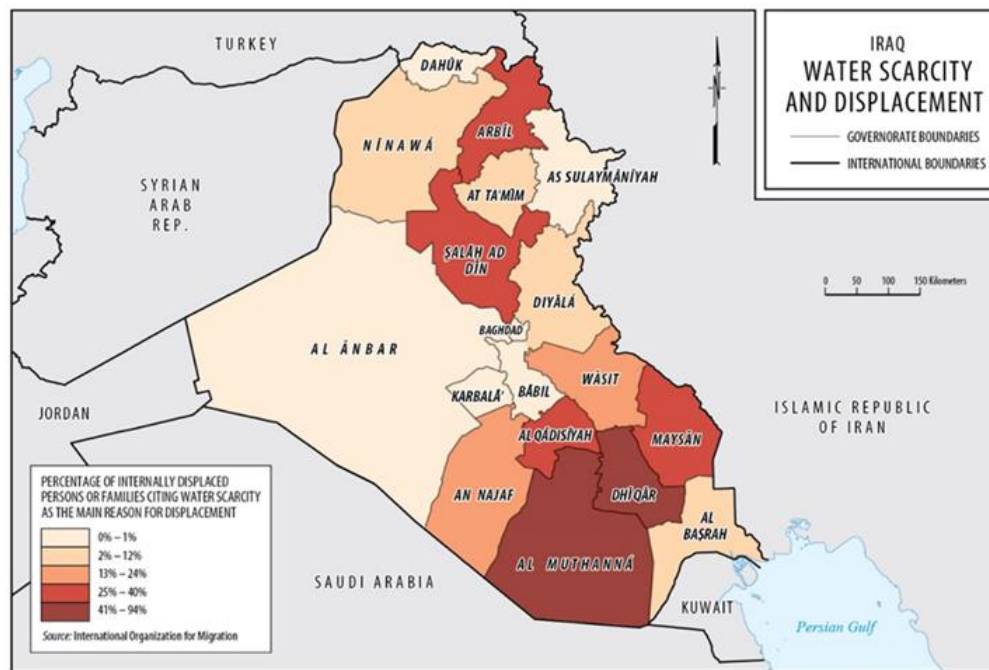 TURKEY
IRAQ
WATER SCARCITY
AND DISPLACEMENT
GOVERNORATE BOUNDARIES
INTERNATIONAL BOUNDARIES
DAHŪK
NĪNAWÁ
ARBĪL
AS SULAYMĀNĪYAH
AT TA'MĪM
SYRIAN
ARAB
REP.
ŞALĀH AD
DĪN
DIYĀLÁ
0 50 100 150 Kilometers
BAGHDAD
AL ĀNBAR
WĀSIT
KARBALĀ'
BĀBIL
JORDAN
ISLAMIC REPUBLIC
OF IRAN
AL QĀDISĪYAH
MAYSĀN
AN NAJAF
DHĪ QĀR
AL
BAŞRAH
AL MUTHANNÁ
SAUDI ARABIA
KUWAIT
Persian Gulf
PERCENTAGE OF INTERNALLY DISPLACED
PERSONS OR FAMILIES CITING WATER SCARCITY
AS THE MAIN REASON FOR DISPLACEMENT
0% – 1%
2% – 12%
13% – 24%
25% – 40%
41% – 94%
Source: International Organization for Migration